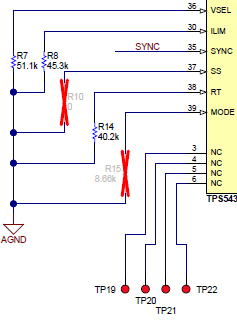 36 VSEL
R7 51.1k
R8 45.3k
30 ILIM
SYNC 35 SYNC
R10 0
37 SS
R14 40.2k
38 RT
R15 8.66k
39 MODE
3 NC
4 NC
5 NC
6 NC
TPS543
AGND
TP19
TP20
TP21
TP22